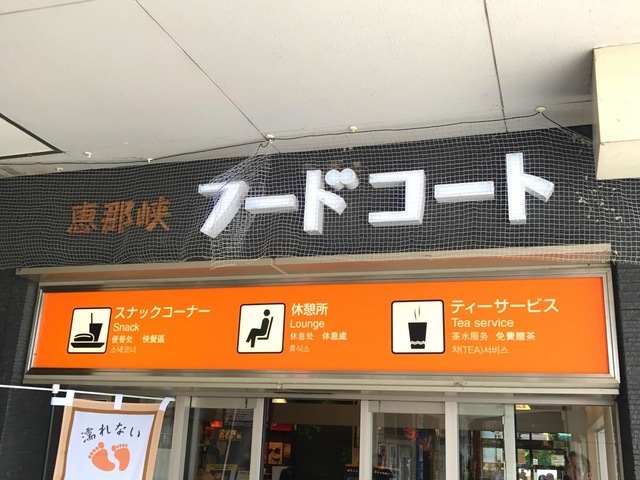 恵那峡 フードコート
スナックコーナー
Snack
便餐处 快餐區
스낵코너
休憩所
Lounge
休息处 休息處
휴식소
ティーサービス
Tea service
茶水服务 免費贈茶
차(TEA)서비스
濡れない